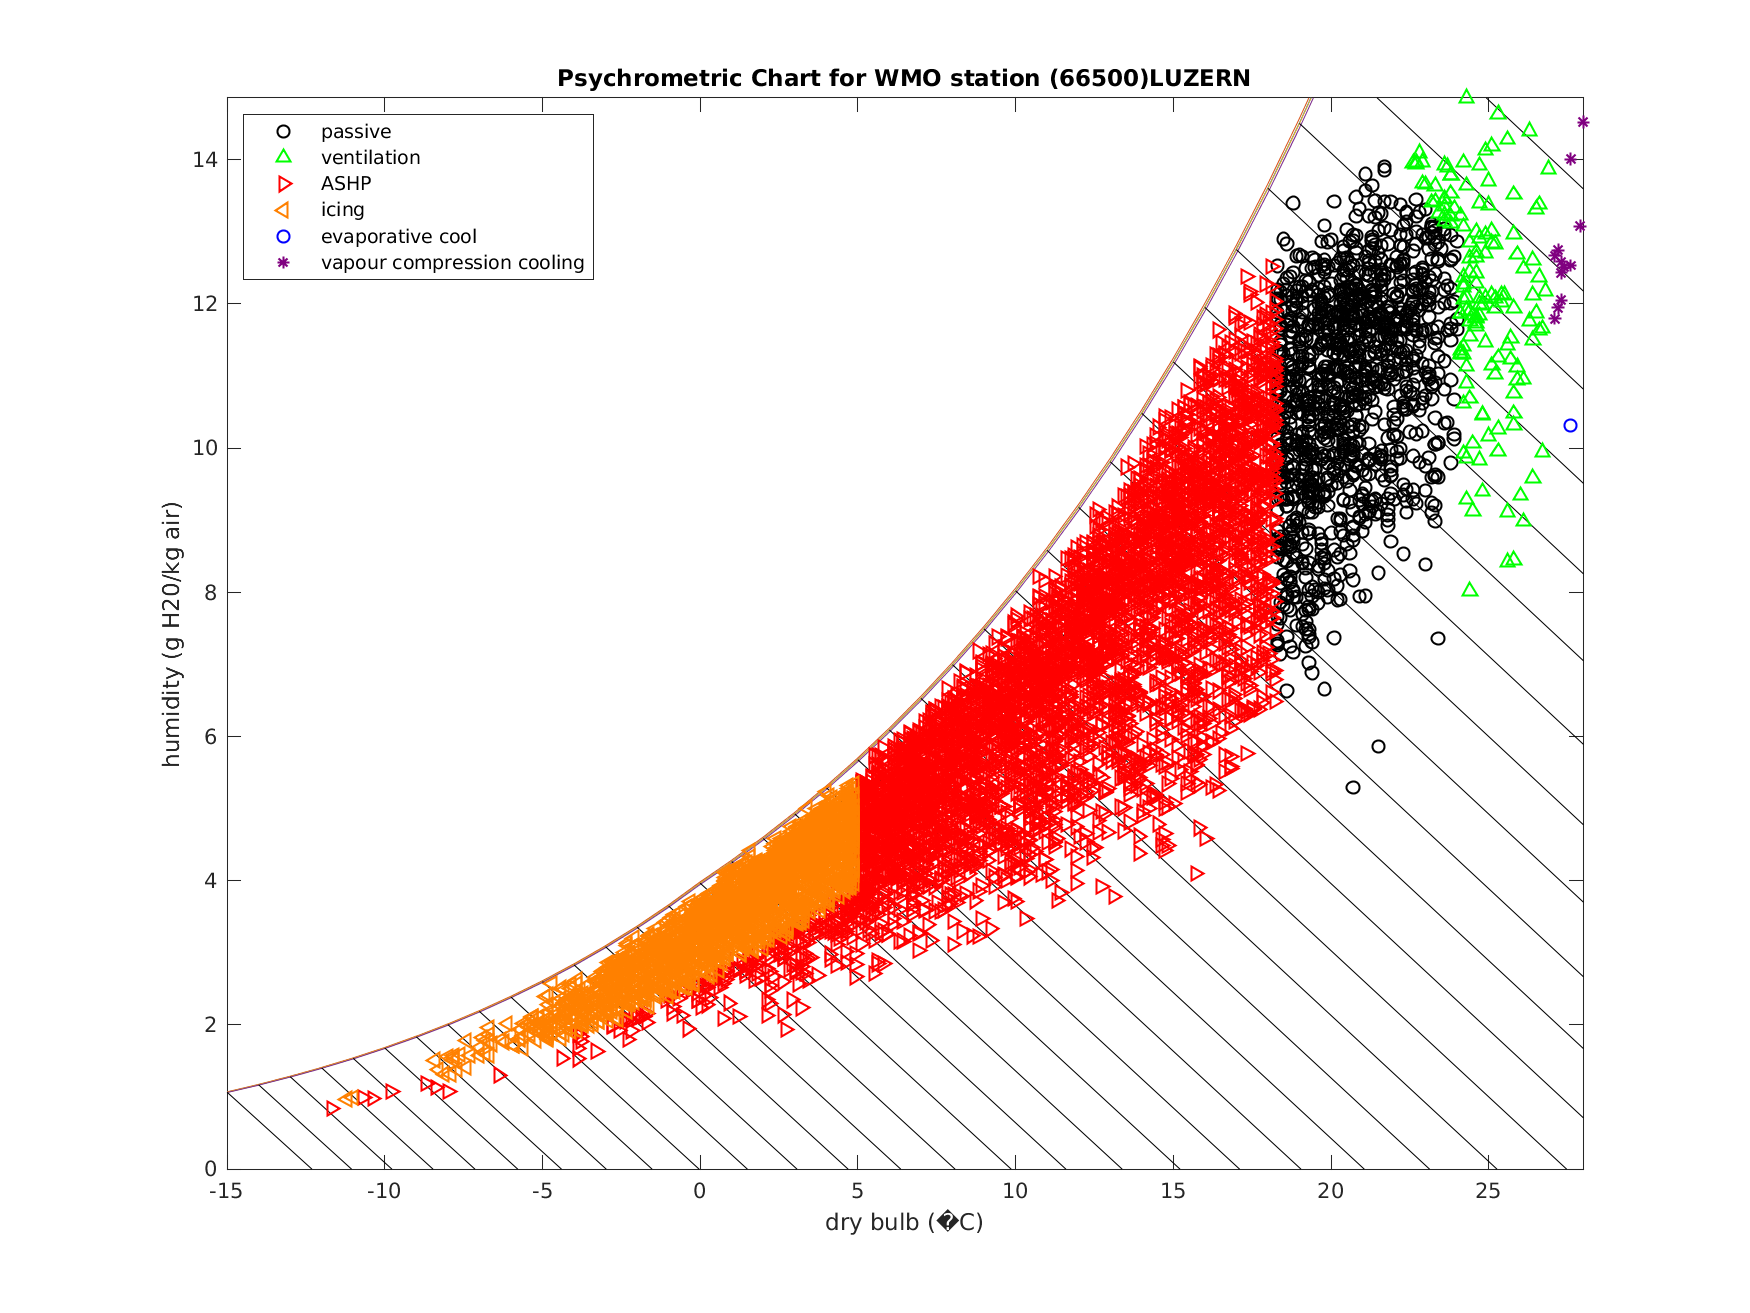 Psychrometric Chart for WMO station (66500)LUZERN
passive
ventilation
ASHP
icing
evaporative cool
vapour compression cooling
humidity (g H20/kg air)
14
12
10
8
6
4
2
0
-15 -10 -5 0 5 10 15 20 25
dry bulb (�C)